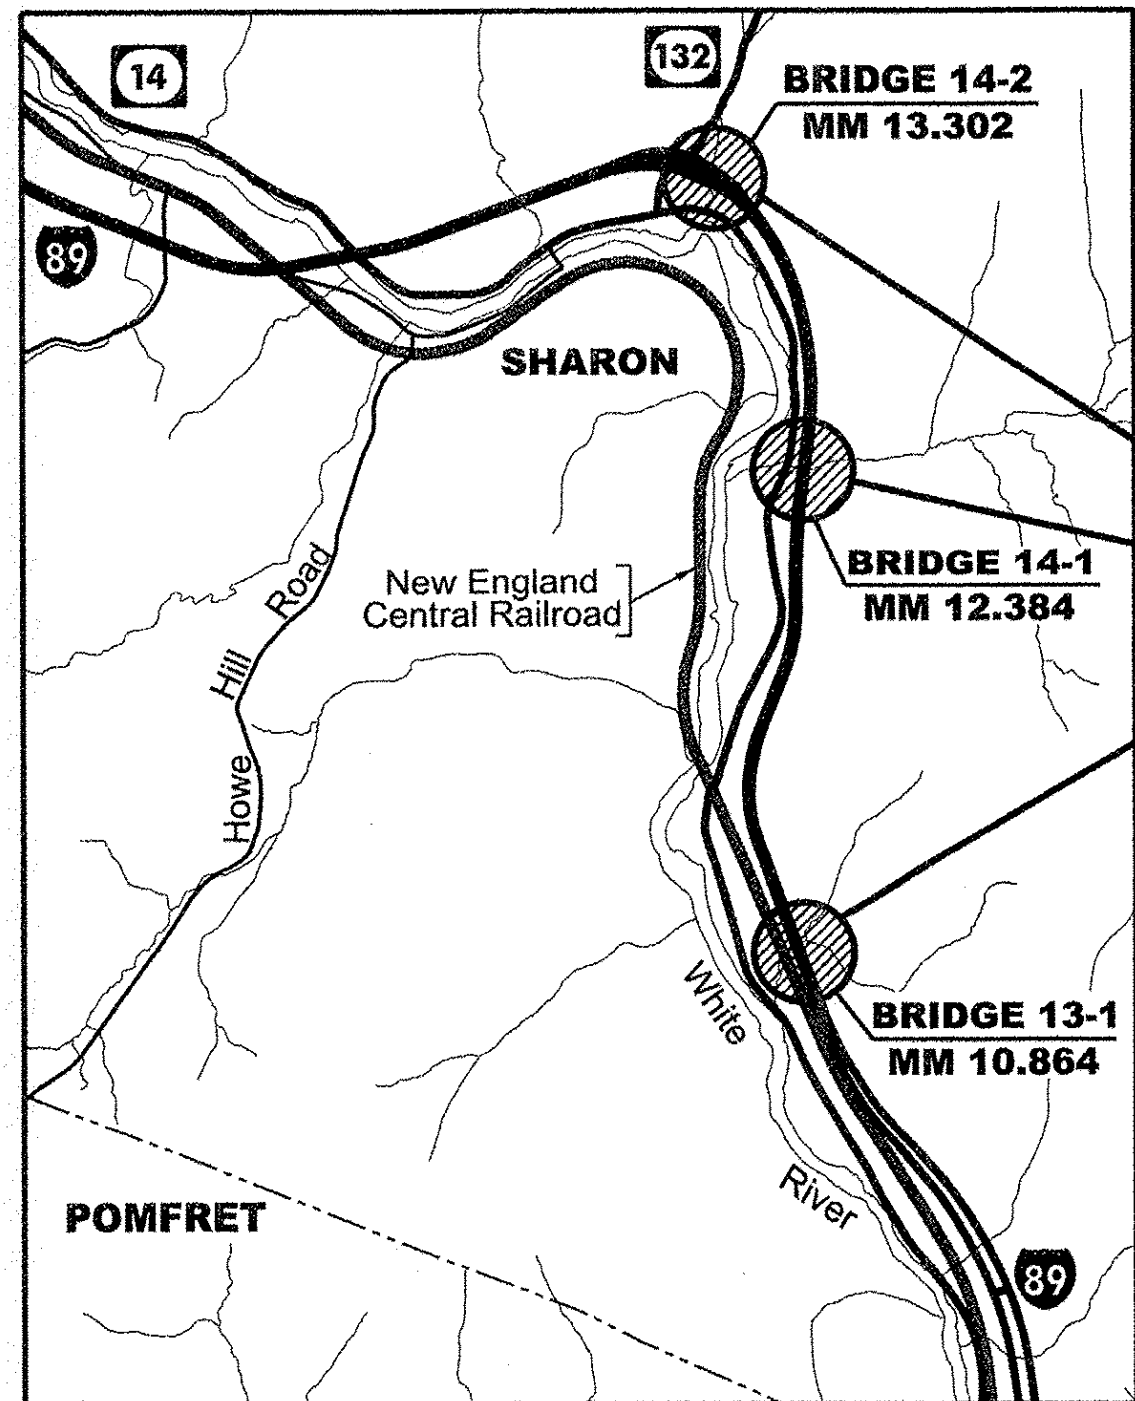 14
132
BRIDGE 14-2
MM 13.302
89
SHARON
New England
Central Railroad
BRIDGE 14-1
MM 12.384
Howe Hill Road
White River
BRIDGE 13-1
MM 10.864
POMFRET
89